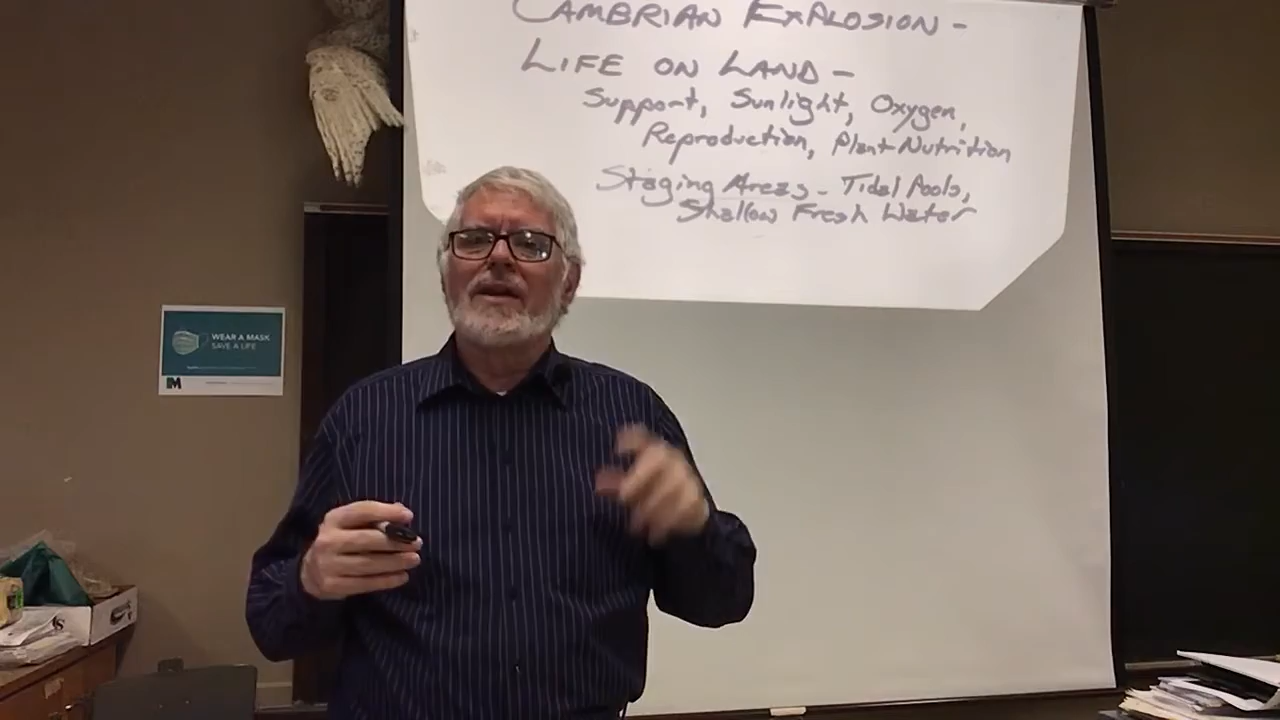 CAMBRIAN EXPLOSION -
LIFE ON LAND -
Support, Sunlight, Oxygen,
Reproduction, Plant Nutrition
Staging Areas - Tidal Pools,
Shallow Fresh Water
WEAR A MASK
SAVE A LIFE
M